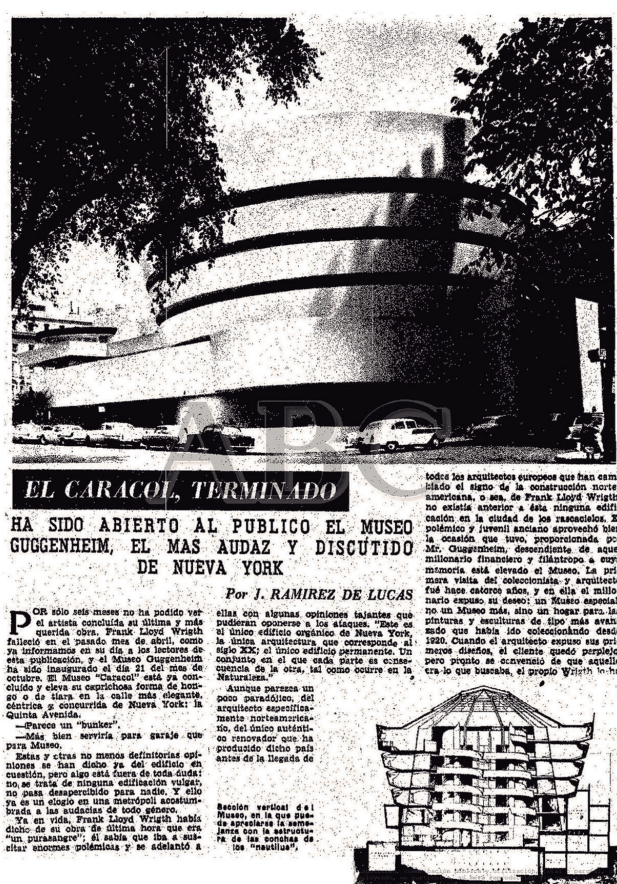 ABC
EL CARACOL, TERMINADO
HA SIDO ABIERTO AL PUBLICO EL MUSEO
GUGGENHEIM, EL MAS AUDAZ Y DISCUTIDO
DE NUEVA YORK
Por J. RAMIREZ DE LUCAS
POR sólo seis meses no ha podido ver
el artista concluída su última y más
querida obra. Frank Lloyd Wrigth
falleció en el pasado mes de abril, como
ya informamos en su día a los lectores de
esta publicación, y el Museo Guggenheim
ha sido inaugurado el día 21 del mes de
octubre. El Museo "Caracol" está ya con-
cluído y eleva su caprichosa forma de hon-
go o de tiara en la calle más elegante,
céntrica y concurrida de Nueva York: la
Quinta Avenida.
—Parece un "bunker".
—Más bien serviría para garaje que
para Museo.
Estas y otras no menos definitorias opi-
niones se han dicho ya del edificio en
cuestión, pero algo está fuera de toda duda:
no se trata de ninguna edificación vulgar,
no pasa desapercibido para nadie. Y ello
ya es un elogio en una metrópoli acostum-
brada a las audacias de todo género.
Ya en vida, Frank Lloyd Wrigth había
dicho de su obra de última hora que era
"un purasangre"; él sabía que iba a sus-
citar enormes polémicas y se adelantó a
ellas con algunas opiniones tajantes que
pudieran oponerse a los ataques. "Este es
el único edificio orgánico de Nueva York,
la única arquitectura que corresponde al
siglo XX; el único edificio permanente. Un
conjunto en el que cada parte es conse-
cuencia de la otra, tal como ocurre en la
Naturaleza."
Aunque parezca un
poco paradójico, del
arquitecto específica-
mente norteamerica-
no, del único auténti-
co renovador que ha
producido dicho país
antes de la llegada de
Sección vertical del
Museo, en la que pue-
de apreciarse la seme-
janza con la estructu-
ra de las conchas de
los "nautilus".
todos los arquitectos europeos que han cam
biado el signo de la construcción norte
americana, o sea, de Frank Lloyd Wrigth
no existía anterior a ésta ninguna edifi
cación en la ciudad de los rascacielos. E
polémico y juvenil anciano aprovechó bien
la ocasión que tuvo, proporcionada po
Mr. Guggenheim, descendiente de aque
millonario financiero y filántropo a cuya
memoria está elevado el Museo. La pri
mera visita del coleccionista y arquitecto
fué hace catorce años, y en ella el millo
nario expuso su deseo: un Museo especial
no un Museo más, sino un hogar para la
pinturas y esculturas de tipo más avan
zado que había ido coleccionando desde
1920. Cuando el arquitecto expuso sus pri
meros diseños, el cliente quedó perplejo
pero pronto se convenció de que aquello
era lo que buscaba, el propio Wrigth lo